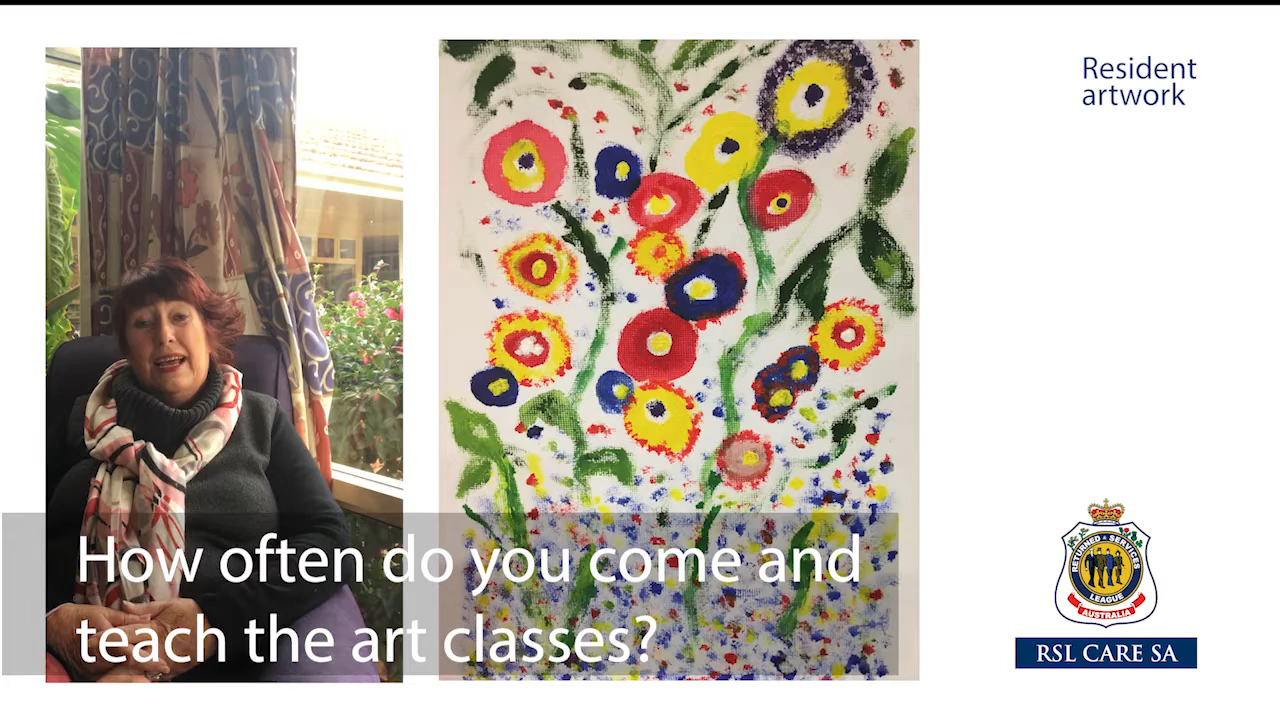 Resident
artwork
How often do you come and
teach the art classes?
RETURNED & SERVICES
LEAGUE
AUSTRALIA
RSL CARE SA